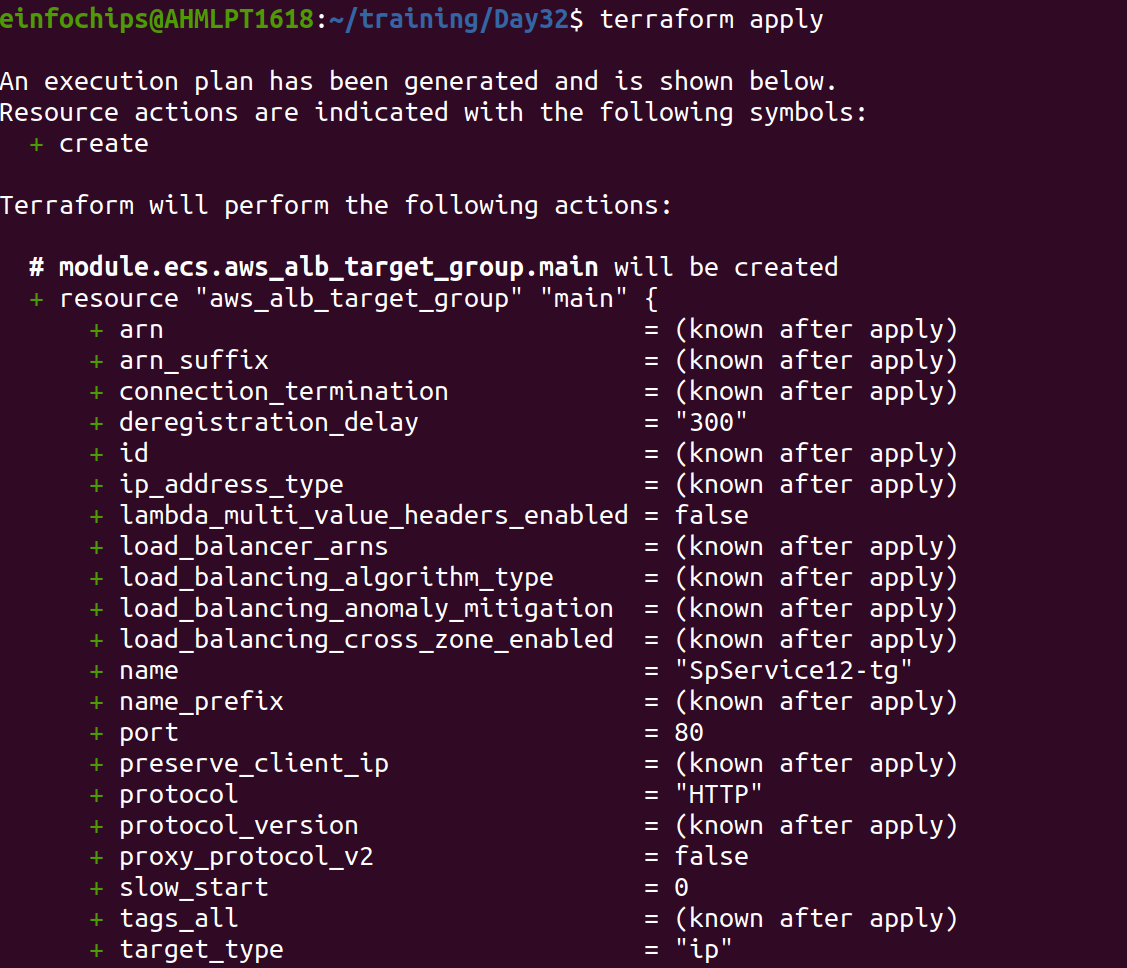 einfochips@AHMLPT1618:~/training/Day32$ terraform apply
An execution plan has been generated and is shown below.
Resource actions are indicated with the following symbols:
+ create
Terraform will perform the following actions:
# module.ecs.aws_alb_target_group.main will be created
+ resource "aws_alb_target_group" "main" {
+ arn = (known after apply)
+ arn_suffix = (known after apply)
+ connection_termination = (known after apply)
+ deregistration_delay = "300"
+ id = (known after apply)
+ ip_address_type = (known after apply)
+ lambda_multi_value_headers_enabled = false
+ load_balancer_arns = (known after apply)
+ load_balancing_algorithm_type = (known after apply)
+ load_balancing_anomaly_mitigation = (known after apply)
+ load_balancing_cross_zone_enabled = (known after apply)
+ name = "SpService12-tg"
+ name_prefix = (known after apply)
+ port = 80
+ preserve_client_ip = (known after apply)
+ protocol = "HTTP"
+ protocol_version = (known after apply)
+ proxy_protocol_v2 = false
+ slow_start = 0
+ tags_all = (known after apply)
+ target_type = "ip"